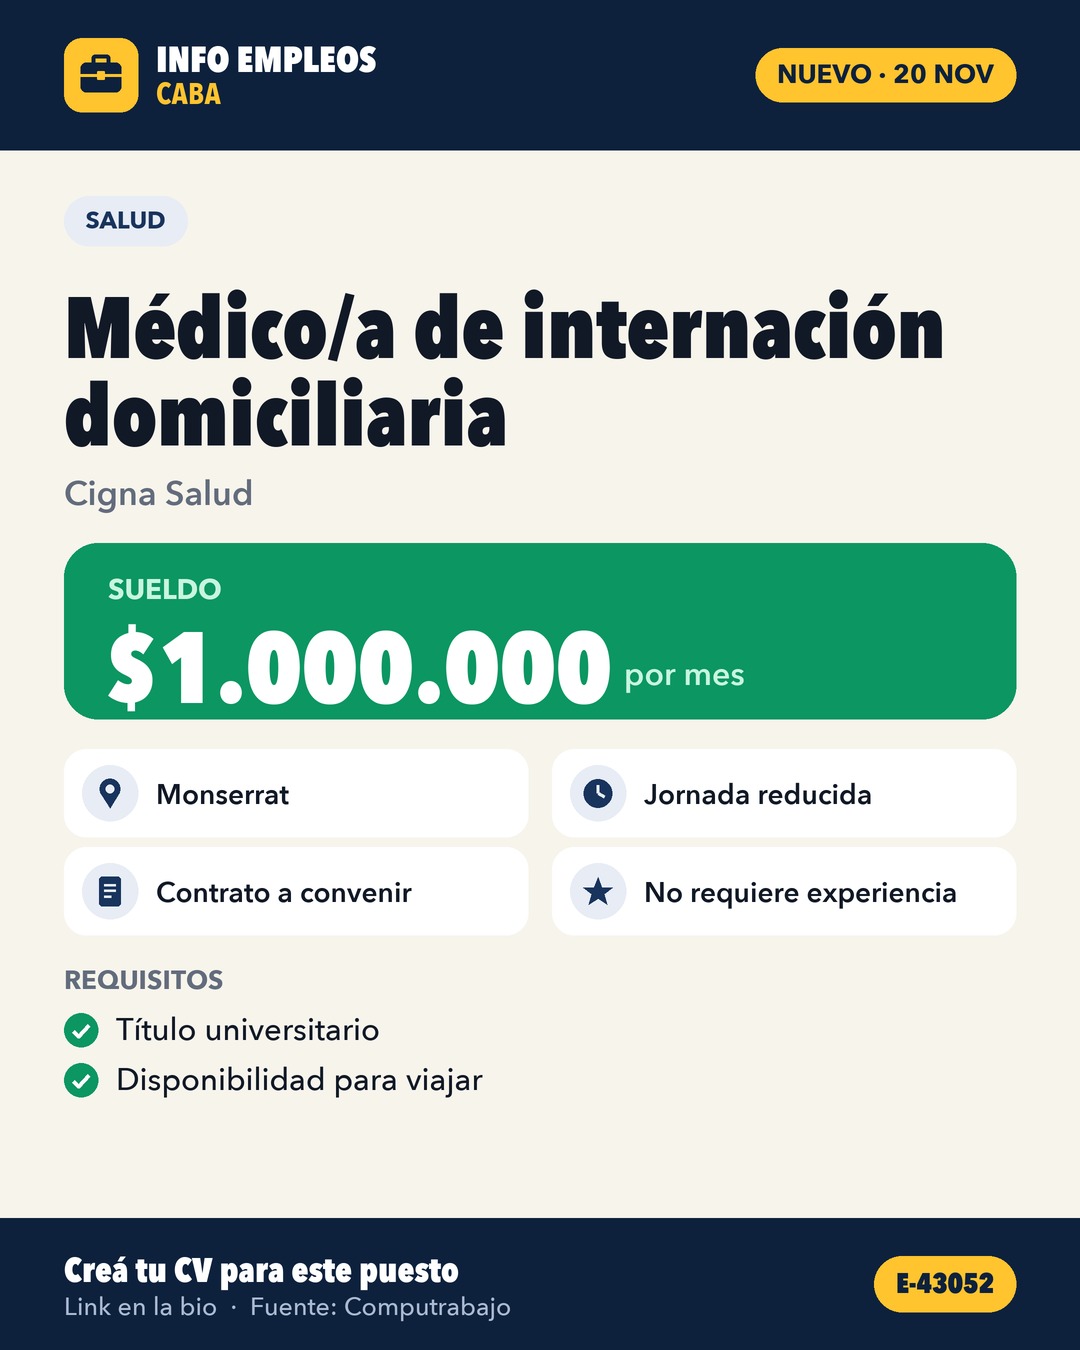 INFO EMPLEOS
CABA
NUEVO · 20 NOV
SALUD
Médico/a de internación
domiciliaria
Cigna Salud
SUELDO
$1.000.000 por mes
Monserrat
Jornada reducida
Contrato a convenir
No requiere experiencia
REQUISITOS
Título universitario
Disponibilidad para viajar
Creá tu CV para este puesto
Link en la bio · Fuente: Computrabajo
E-43052